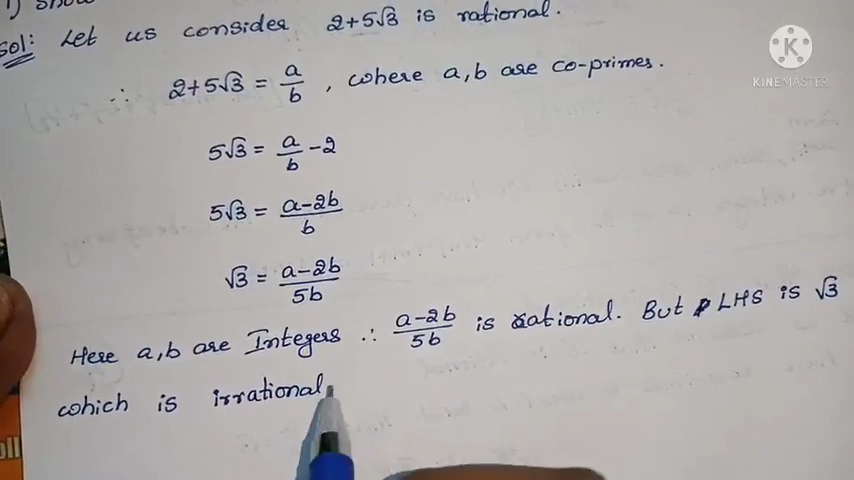 1) Show
Sol: Let us consider 2+5√3 is rational.
∴ 2+5√3 = a/b , where a,b are co-primes.
5√3 = a/b -2
5√3 = a-2b/b
√3 = a-2b/5b
Here a,b are Integers ∴ a-2b/5b is rational. But LHS is √3
which is irrational
KINEMASTER